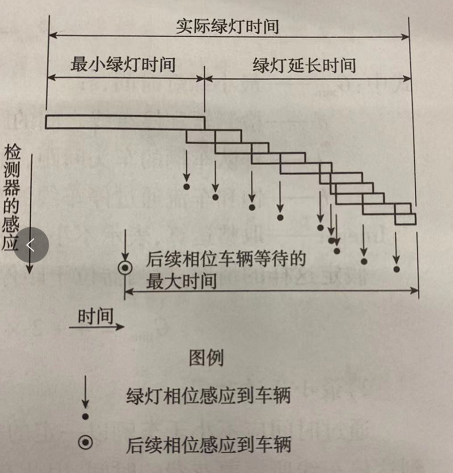 实际绿灯时间
最小绿灯时间
绿灯延长时间
检测器的感应
后续相位车辆等待的
最大时间
时间
图例
绿灯相位感应到车辆
后续相位感应到车辆